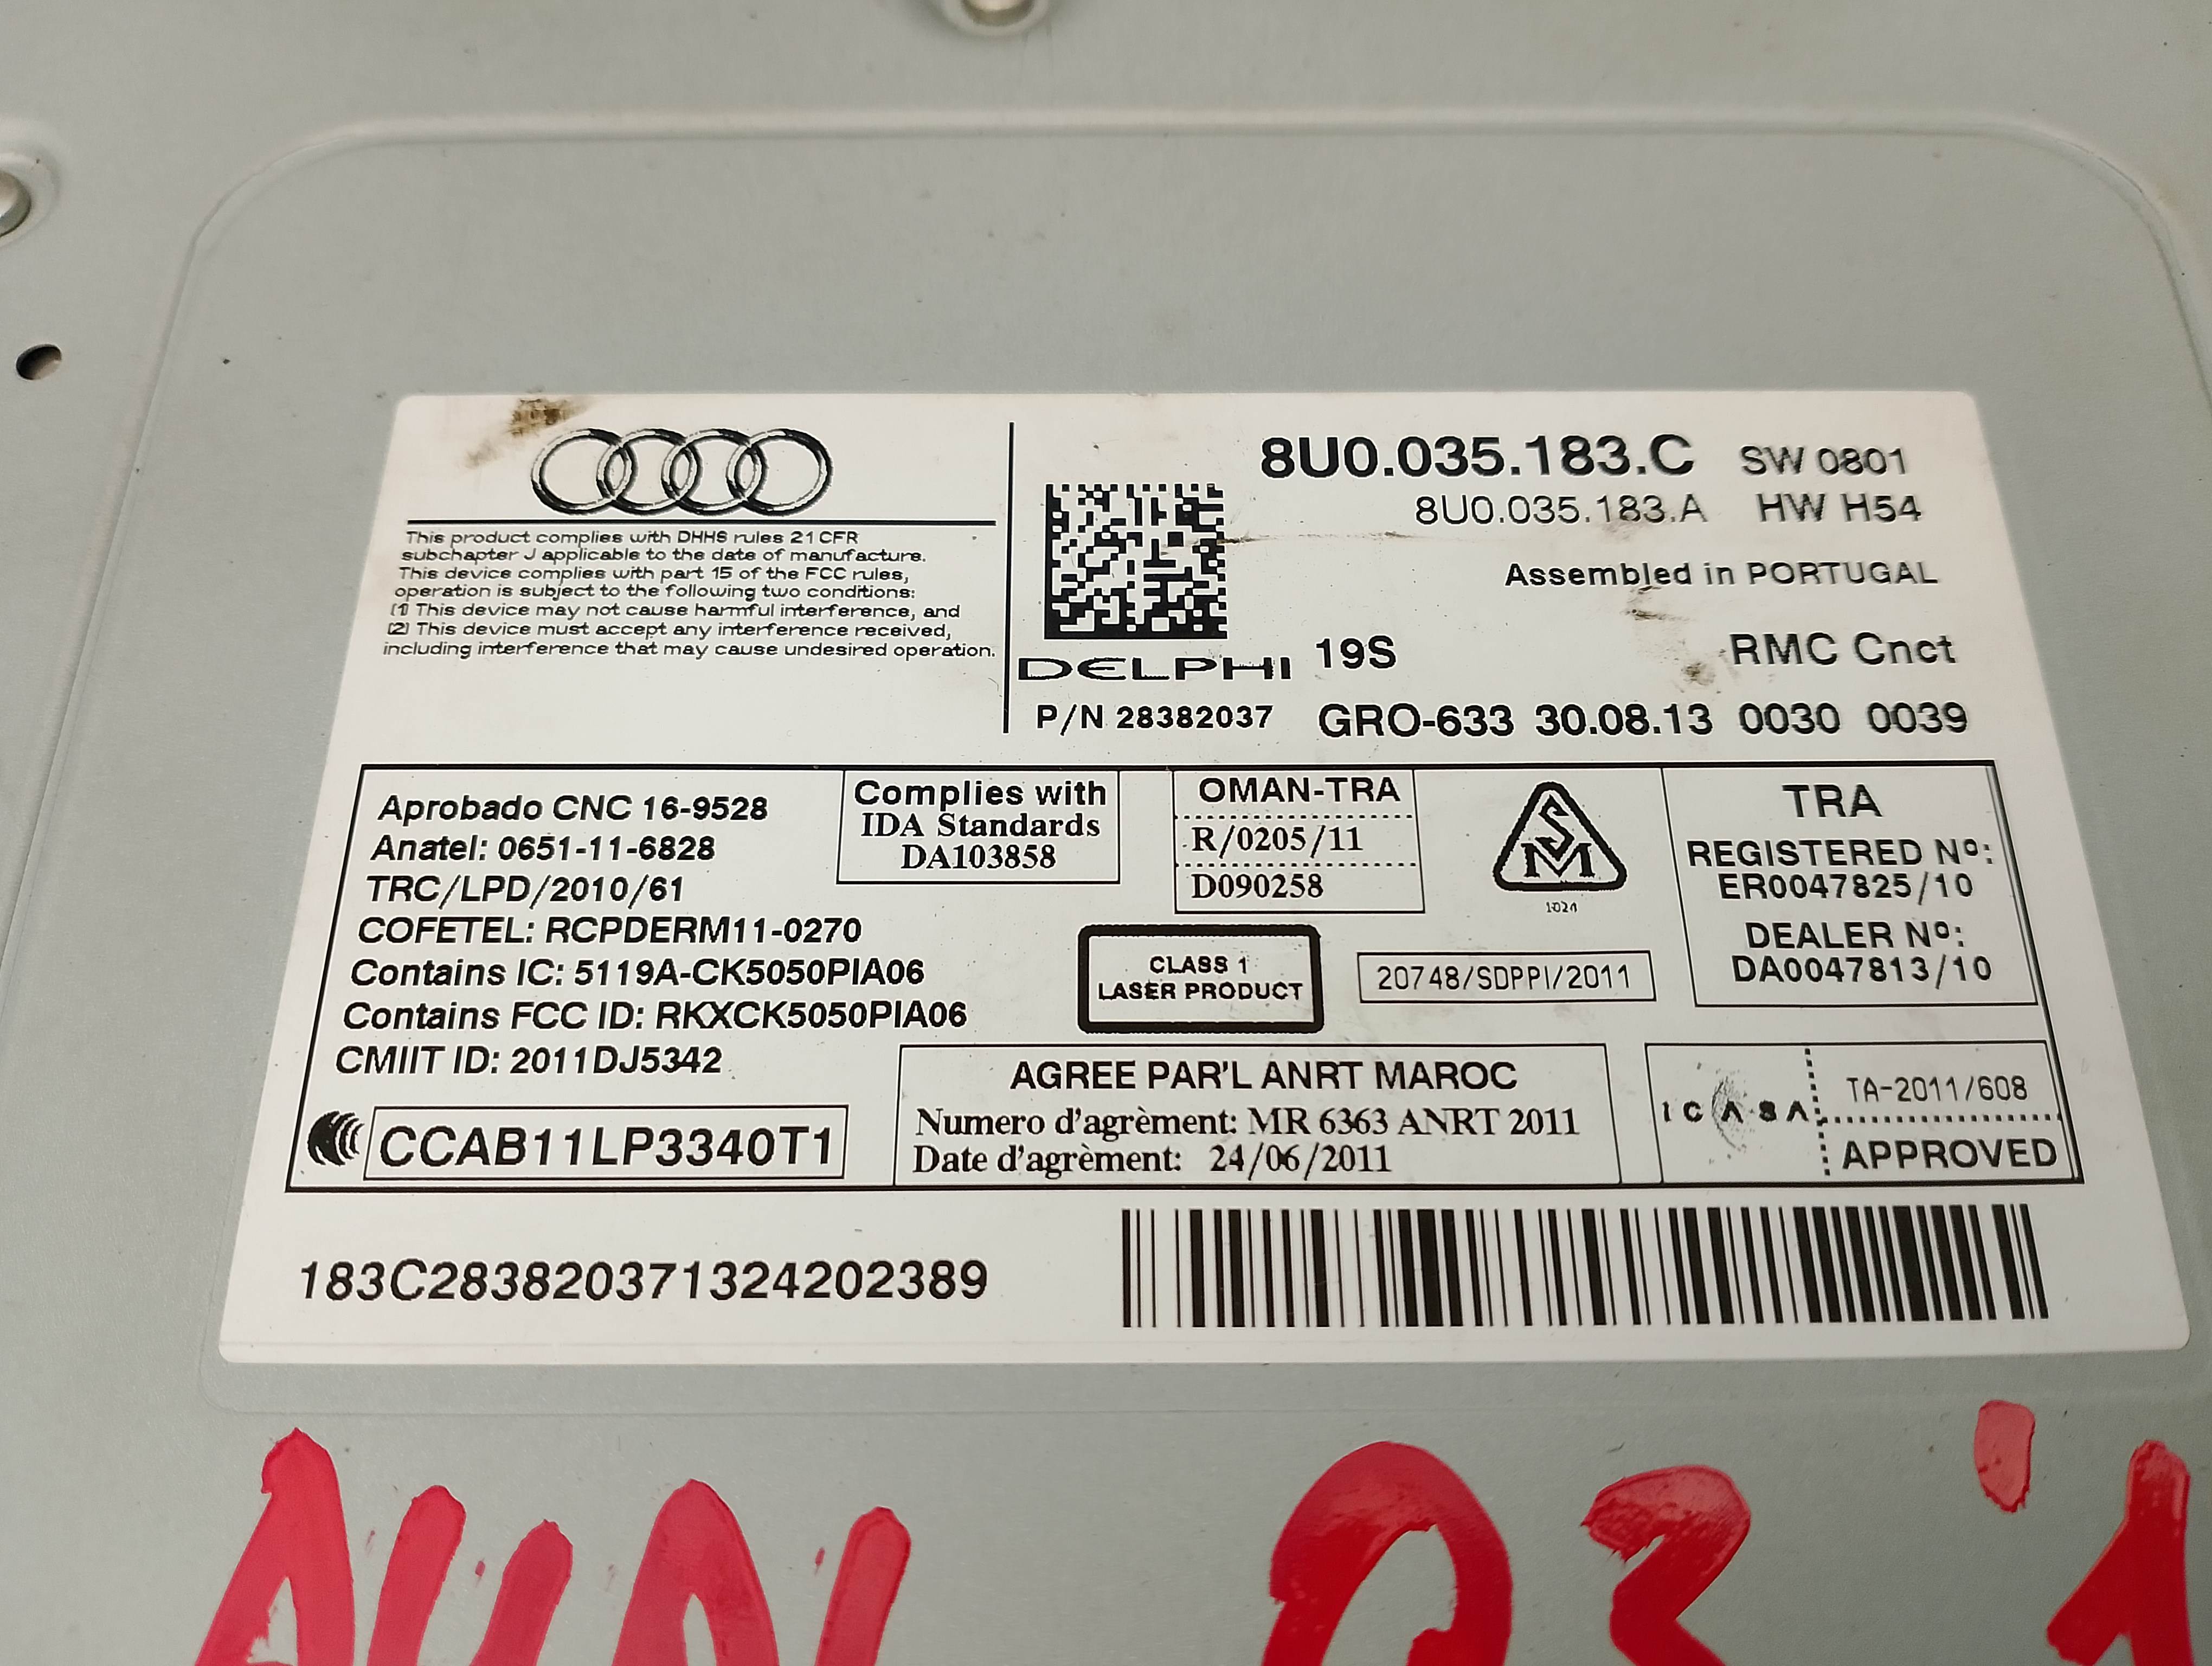 This product complies with DHHS rules 21 CFR
subchapter J applicable to the date of manufacture.
This device complies with part 15 of the FCC rules,
operation is subject to the following two conditions:
(1) This device may not cause harmful interference, and
(2) This device must accept any interference received,
including interference that may cause undesired operation.
8U0.035.183.C SW 0801
8U0.035.183.A HW H54
Assembled in PORTUGAL
DELPHI 19S RMC Cnct
P/N 28382037 GRO-633 30.08.13 0030 0039
Aprobado CNC 16-9528
Anatel: 0651-11-6828
TRC/LPD/2010/61
COFETEL: RCPDERM11-0270
Contains IC: 5119A-CK5050PIA06
Contains FCC ID: RKXCK5050PIA06
CMIIT ID: 2011DJ5342
CCAB11LP3340T1
Complies with
IDA Standards
DA103858
OMAN-TRA
R/0205/11
D090258
SM
1024
TRA
REGISTERED Nº:
ER0047825/10
DEALER Nº:
DA0047813/10
CLASS 1
LASER PRODUCT
20748/SDPPI/2011
AGREE PAR'L ANRT MAROC
Numero d'agrèment: MR 6363 ANRT 2011
Date d'agrèment: 24/06/2011
ICASA
TA-2011/608
APPROVED
183C283820371324202389
AUDI Q3 '1